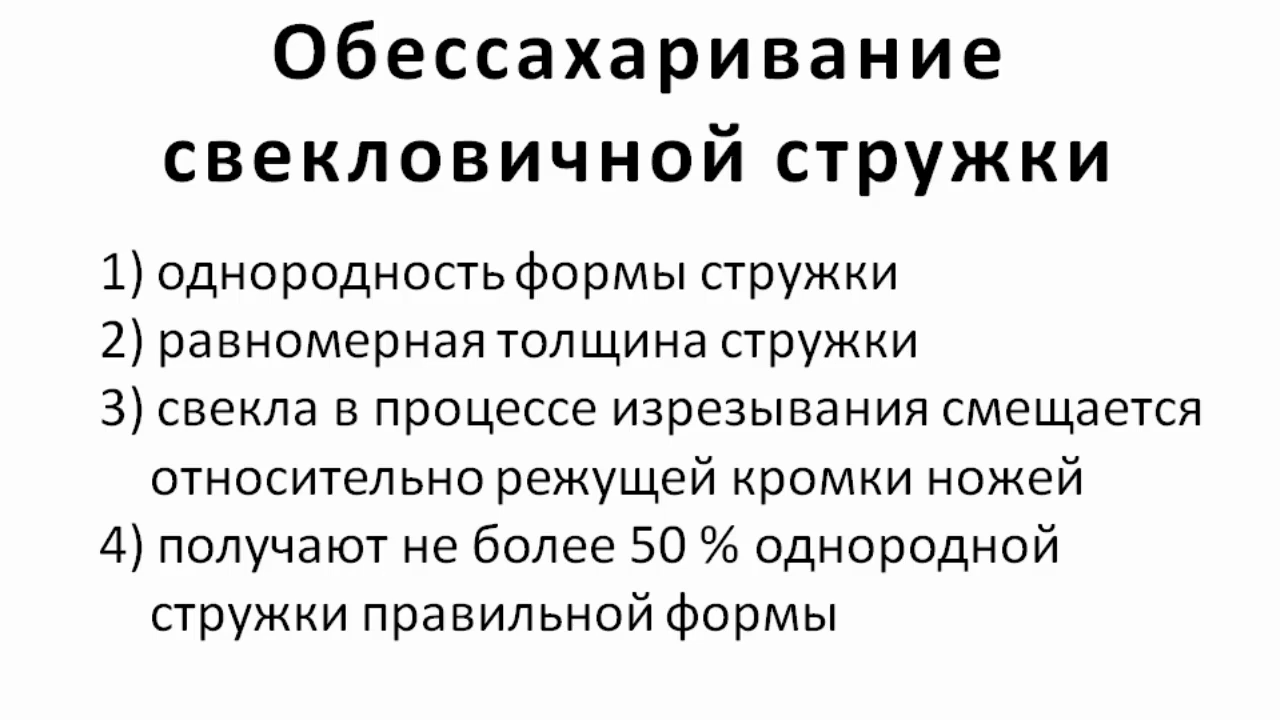 Обессахаривание
свекловичной стружки
1) однородность формы стружки
2) равномерная толщина стружки
3) свекла в процессе изрезывания смещается
относительно режущей кромки ножей
4) получают не более 50 % однородной
стружки правильной формы